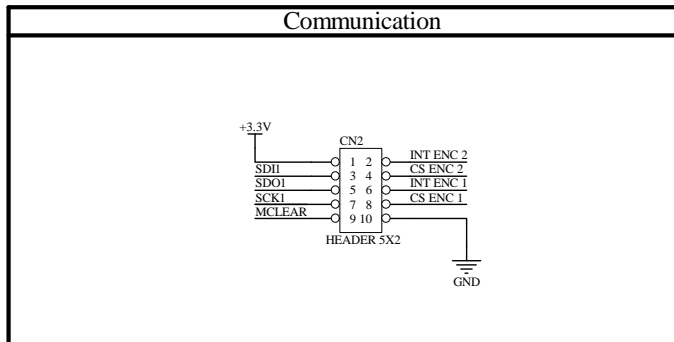 Communication
+3.3V
CN2
1 2 INT ENC 2
SDI1 3 4 CS ENC 2
SDO1 5 6 INT ENC 1
SCK1 7 8 CS ENC 1
MCLEAR 9 10
HEADER 5X2
GND